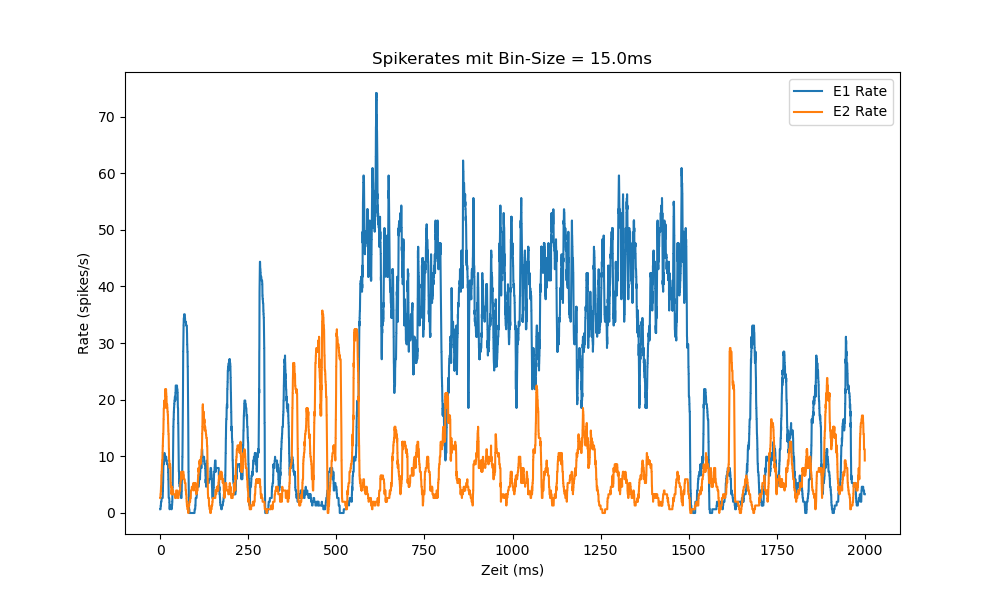 Spikerates mit Bin-Size = 15.0ms
E1 Rate
E2 Rate
Rate (spikes/s)
70
60
50
40
30
20
10
0
0 250 500 750 1000 1250 1500 1750 2000
Zeit (ms)